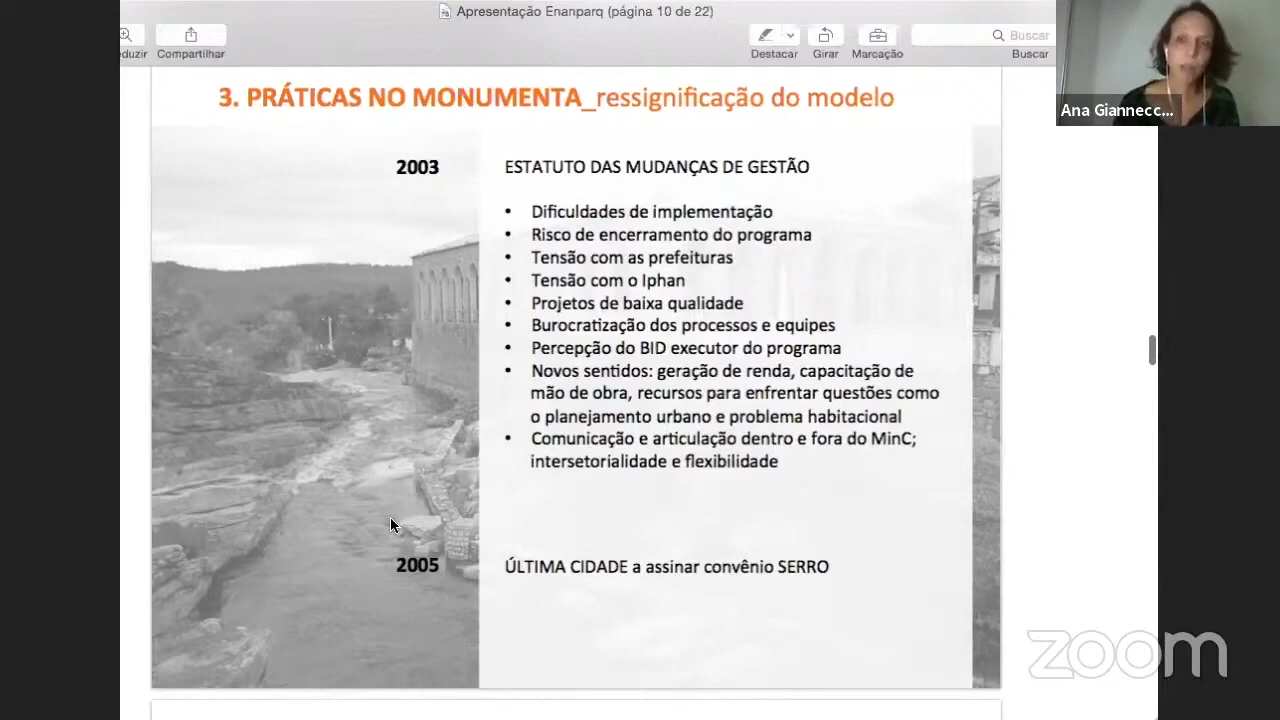 Apresentação Enanparq (página 10 de 22)
duzir
Compartilhar
Destacar
Girar
Marcação
Buscar
Buscar
Ana Giannecc...
3. PRÁTICAS NO MONUMENTA_ressignificação do modelo
2003
ESTATUTO DAS MUDANÇAS DE GESTÃO
• Dificuldades de implementação
• Risco de encerramento do programa
• Tensão com as prefeituras
• Tensão com o Iphan
• Projetos de baixa qualidade
• Burocratização dos processos e equipes
• Percepção do BID executor do programa
• Novos sentidos: geração de renda, capacitação de
mão de obra, recursos para enfrentar questões como
o planejamento urbano e problema habitacional
• Comunicação e articulação dentro e fora do MinC;
intersetorialidade e flexibilidade
2005
ÚLTIMA CIDADE a assinar convênio SERRO
zoom